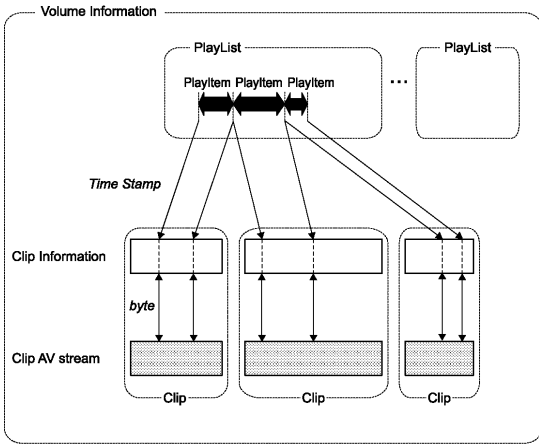 Volume Information
PlayList
PlayList
PlayItem PlayItem PlayItem
...
Time Stamp
Clip Information
byte
Clip AV stream
Clip
Clip
Clip